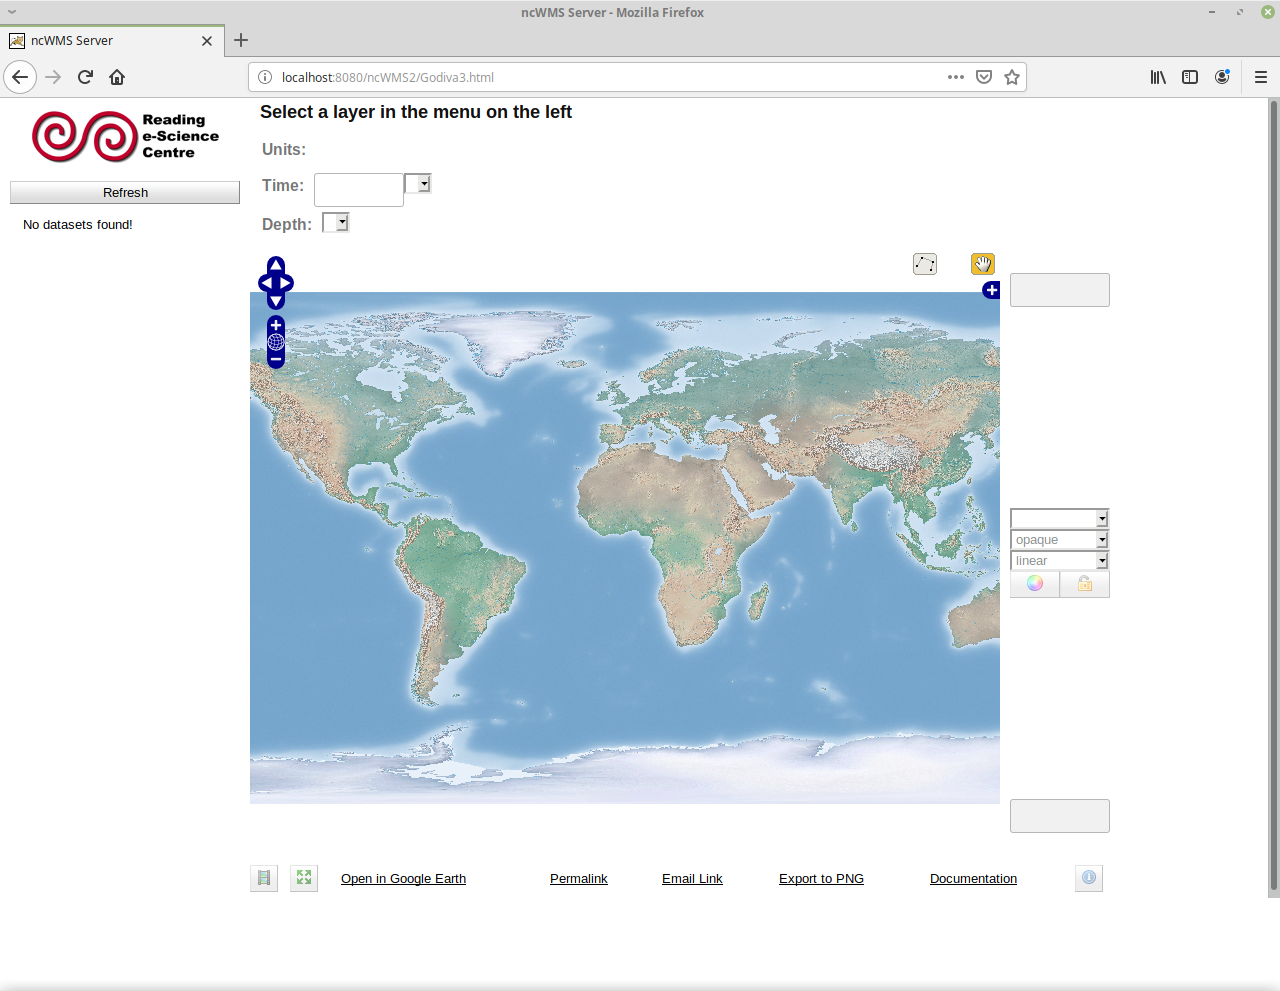 ncWMS Server - Mozilla Firefox
ncWMS Server
localhost:8080/ncWMS2/Godiva3.html
Reading
e-Science
Centre
Refresh
No datasets found!
Select a layer in the menu on the left
Units:
Time:
Depth:
opaque
linear
Open in Google Earth
Permalink
Email Link
Export to PNG
Documentation